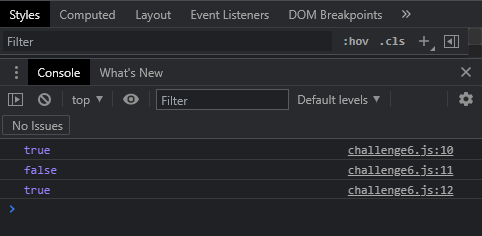 Styles Computed Layout Event Listeners DOM Breakpoints »
Filter :hov .cls +
Console What's New ×
top ▼ Filter Default levels ▼
No Issues
true challenge6.js:10
false challenge6.js:11
true challenge6.js:12
>